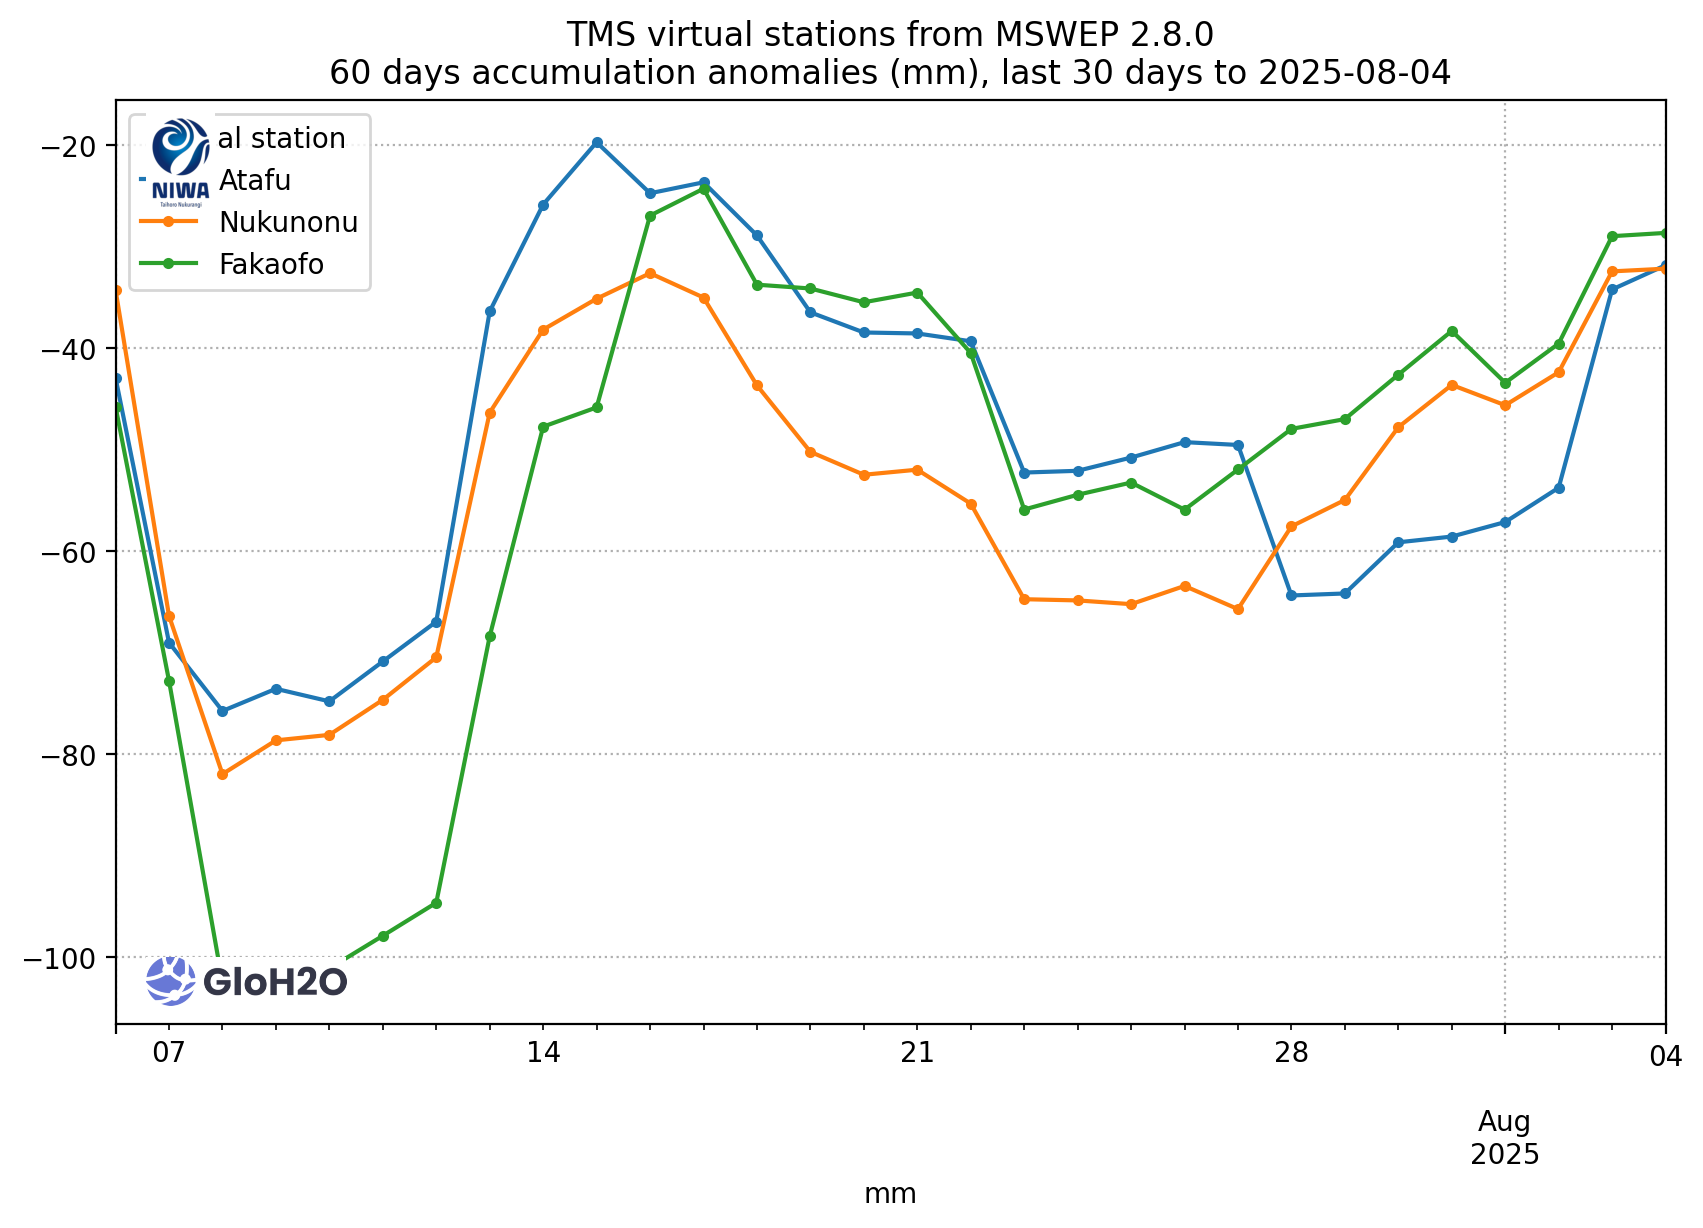 TMS virtual stations from MSWEP 2.8.0
60 days accumulation anomalies (mm), last 30 days to 2025-08-04
al station
Atafu
Nukunonu
Fakaofo
NIWA
Taihoro Nukurangi
−20
−40
−60
−80
−100
GloH2O
07 14 21 28 04
Aug
2025
mm